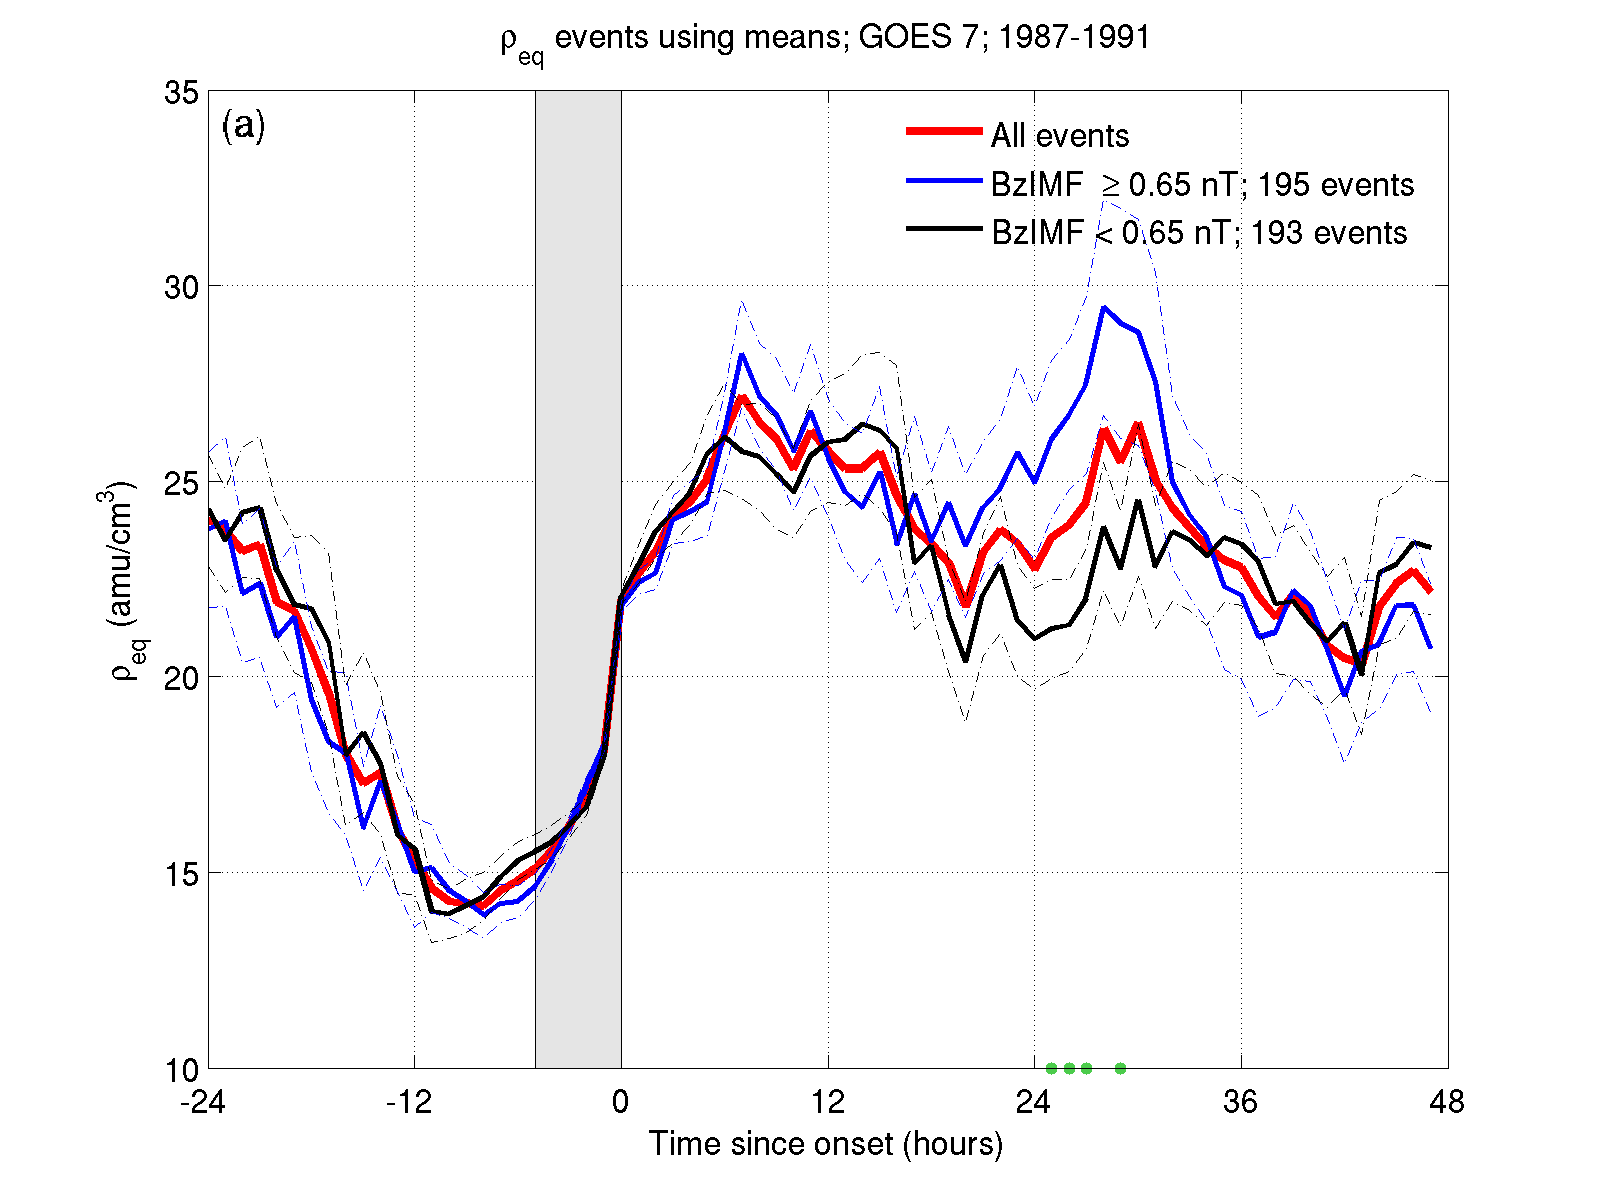 ρeq events using means; GOES 7; 1987-1991
(a)
All events
BzIMF ≥ 0.65 nT; 195 events
BzIMF < 0.65 nT; 193 events
ρeq (amu/cm3)
35
30
25
20
15
10
-24 -12 0 12 24 36 48
Time since onset (hours)